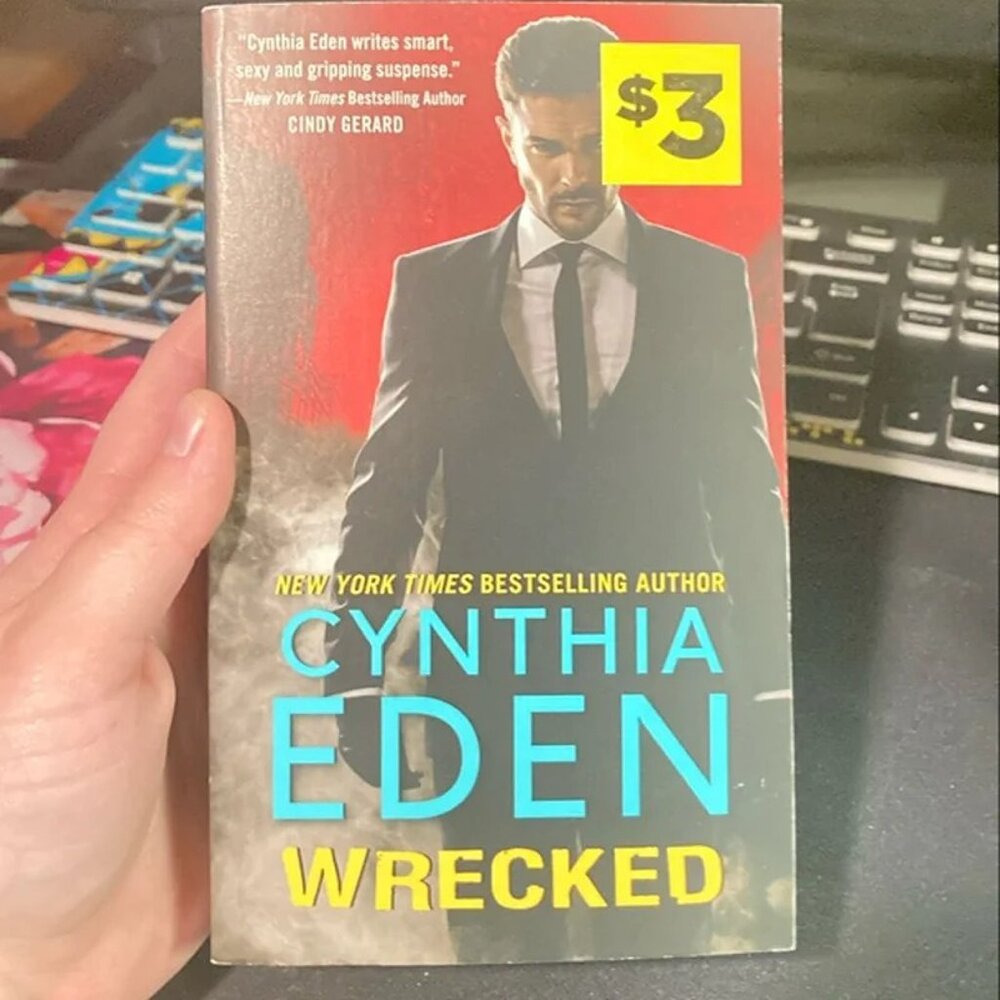 "Cynthia Eden writes smart,
sexy and gripping suspense."
—New York Times Bestselling Author
CINDY GERARD
$3
NEW YORK TIMES BESTSELLING AUTHOR
CYNTHIA
EDEN
WRECKED